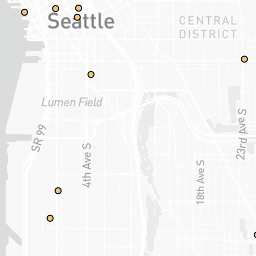 Seattle
CENTRAL
DISTRICT
Lumen Field
SR 99
4th Ave S
18th Ave S
23rd Ave S